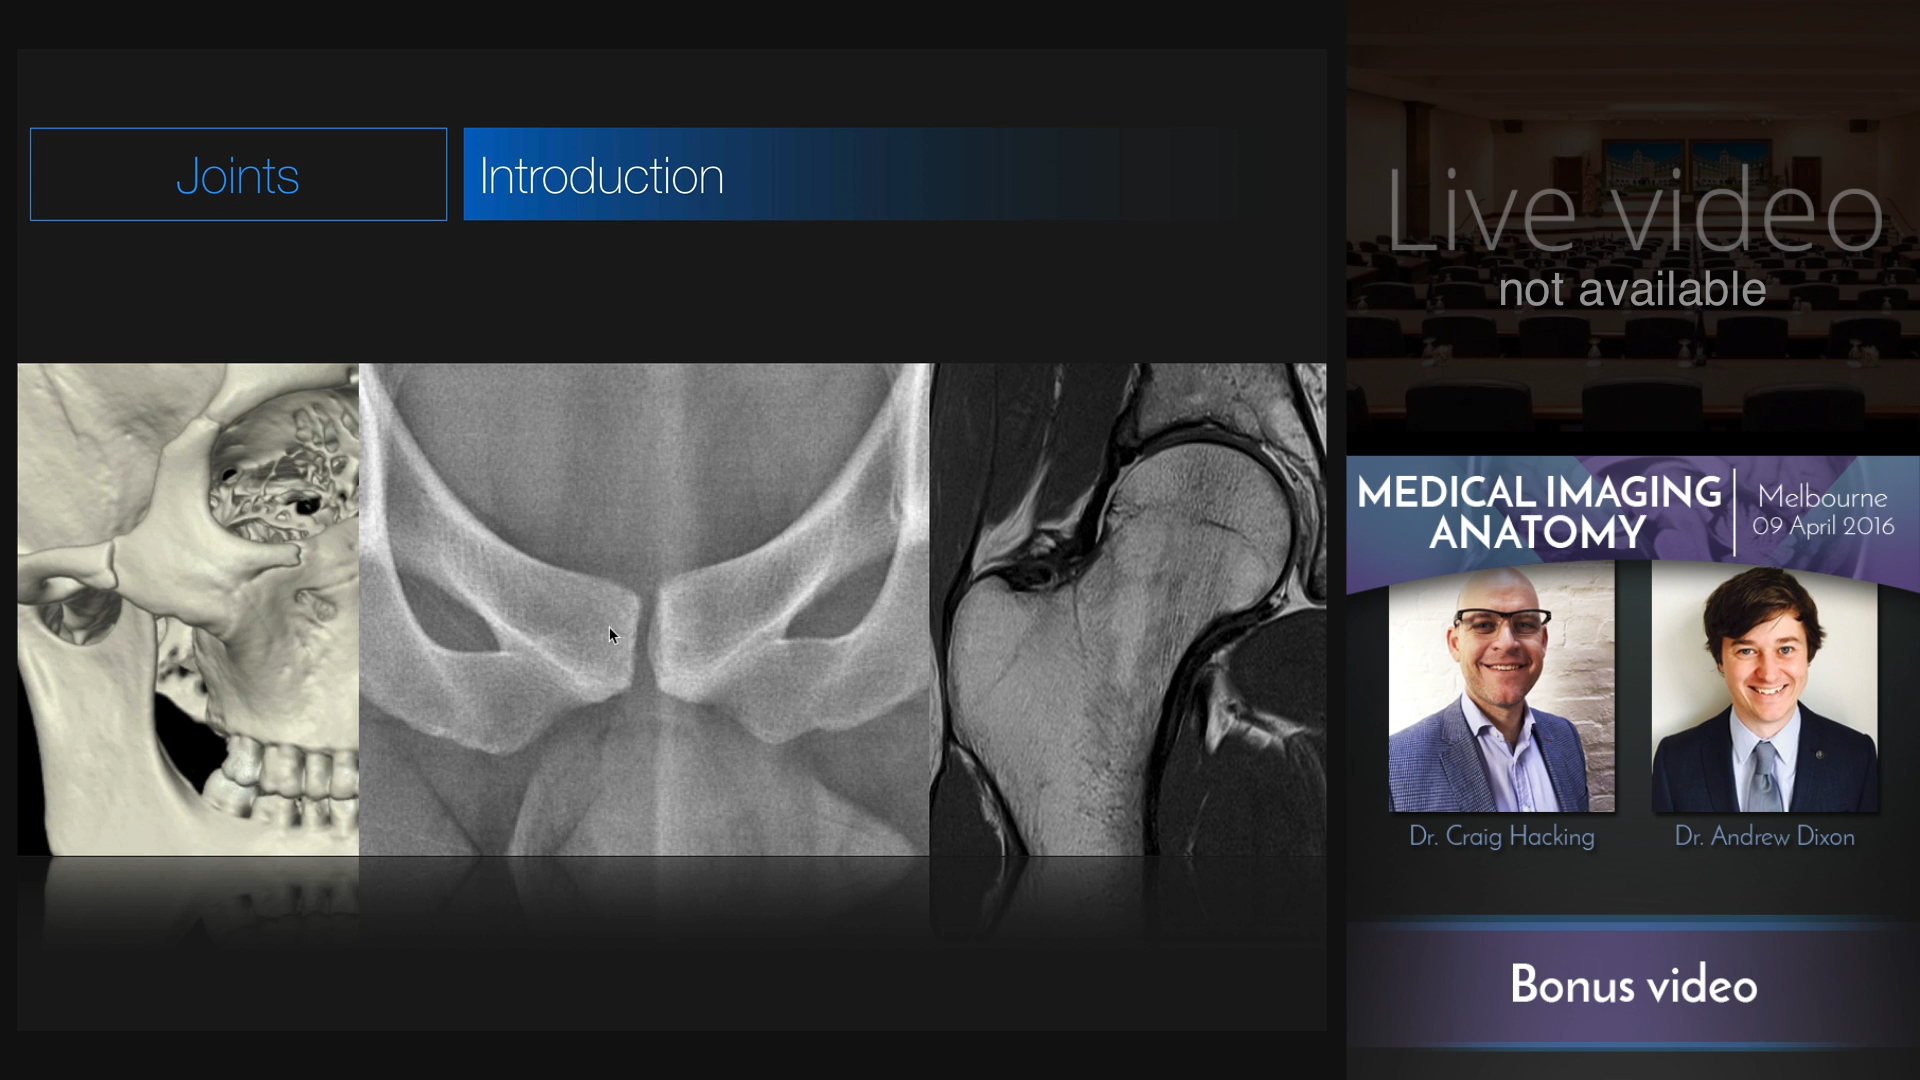 Joints
Introduction
Live video
not available
MEDICAL IMAGING
ANATOMY
Melbourne
09 April 2016
Dr. Craig Hacking
Dr. Andrew Dixon
Bonus video